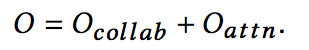 O = O_{collab} + O_{attn}.